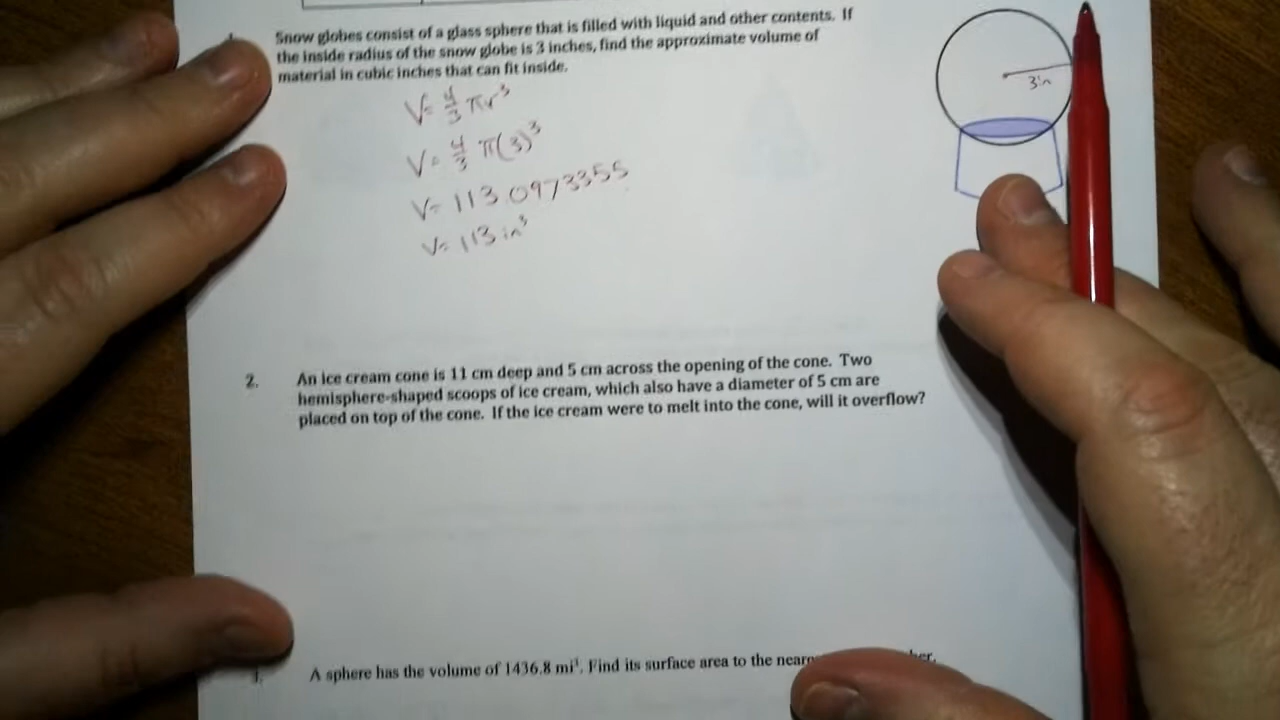 Snow globes consist of a glass sphere that is filled with liquid and other contents. If
the inside radius of the snow globe is 3 inches, find the approximate volume of
material in cubic inches that can fit inside.
3in
V= 4/3 πr³
V= 4/3 π(3)³
V= 113.0973355
V= 113 in³
2. An ice cream cone is 11 cm deep and 5 cm across the opening of the cone. Two
hemisphere-shaped scoops of ice cream, which also have a diameter of 5 cm are
placed on top of the cone. If the ice cream were to melt into the cone, will it overflow?
A sphere has the volume of 1436.8 mi³. Find its surface area to the